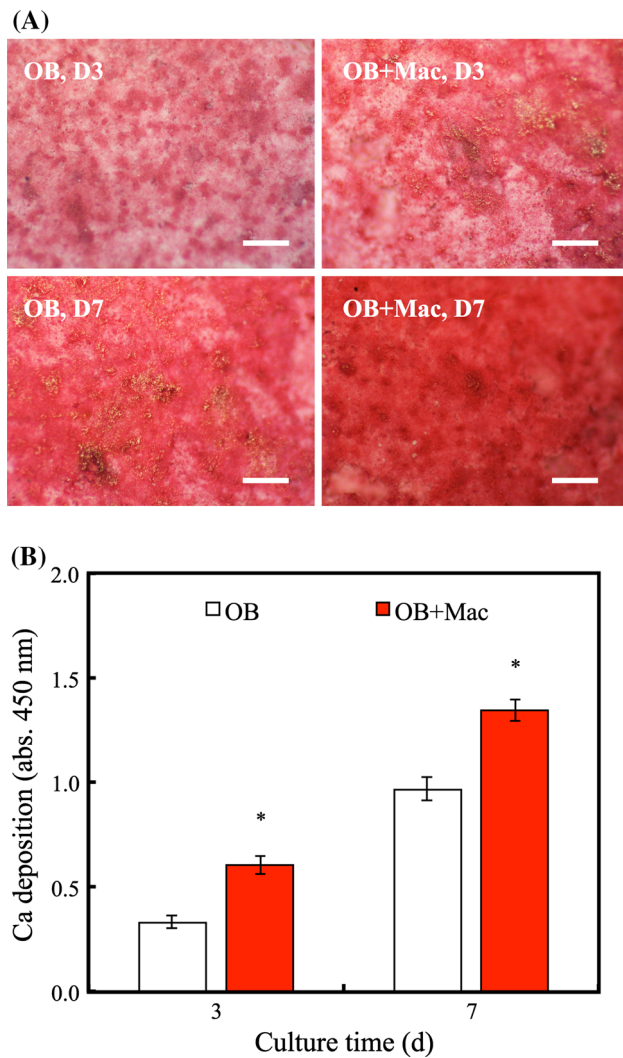 (A)
OB, D3
OB+Mac, D3
OB, D7
OB+Mac, D7
(B)
2.0
OB
OB+Mac
1.5
*
1.0
*
0.5
0.0
3
7
Ca deposition (abs. 450 nm)
Culture time (d)